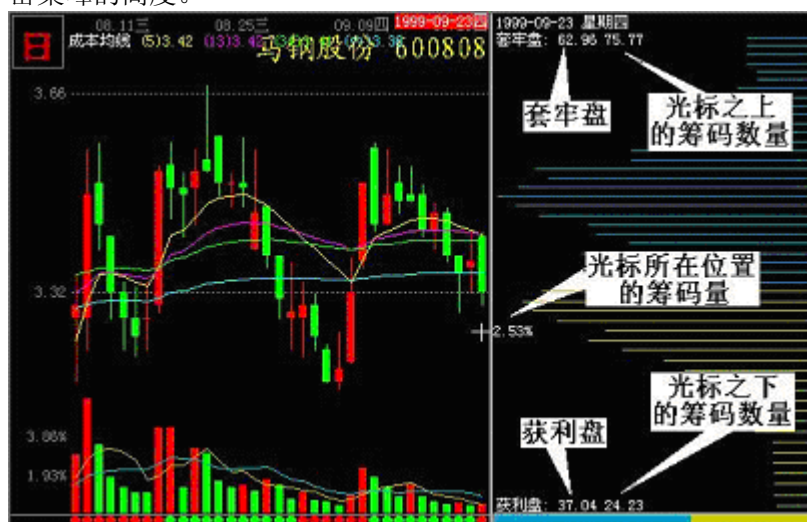 08.11三 08.25三 09.09四 1999-09-23四
日 成本均线 (5)3.42 (13)3.42
马钢股份 600808
3.66
3.32
3.86%
1.93%
1999-09-23 星期四
套牢盘: 62.96 75.77
套牢盘
光标之上
的筹码数量
光标所在位置
的筹码量
2.53%
光标之下
的筹码数量
获利盘
获利盘: 37.04 24.23